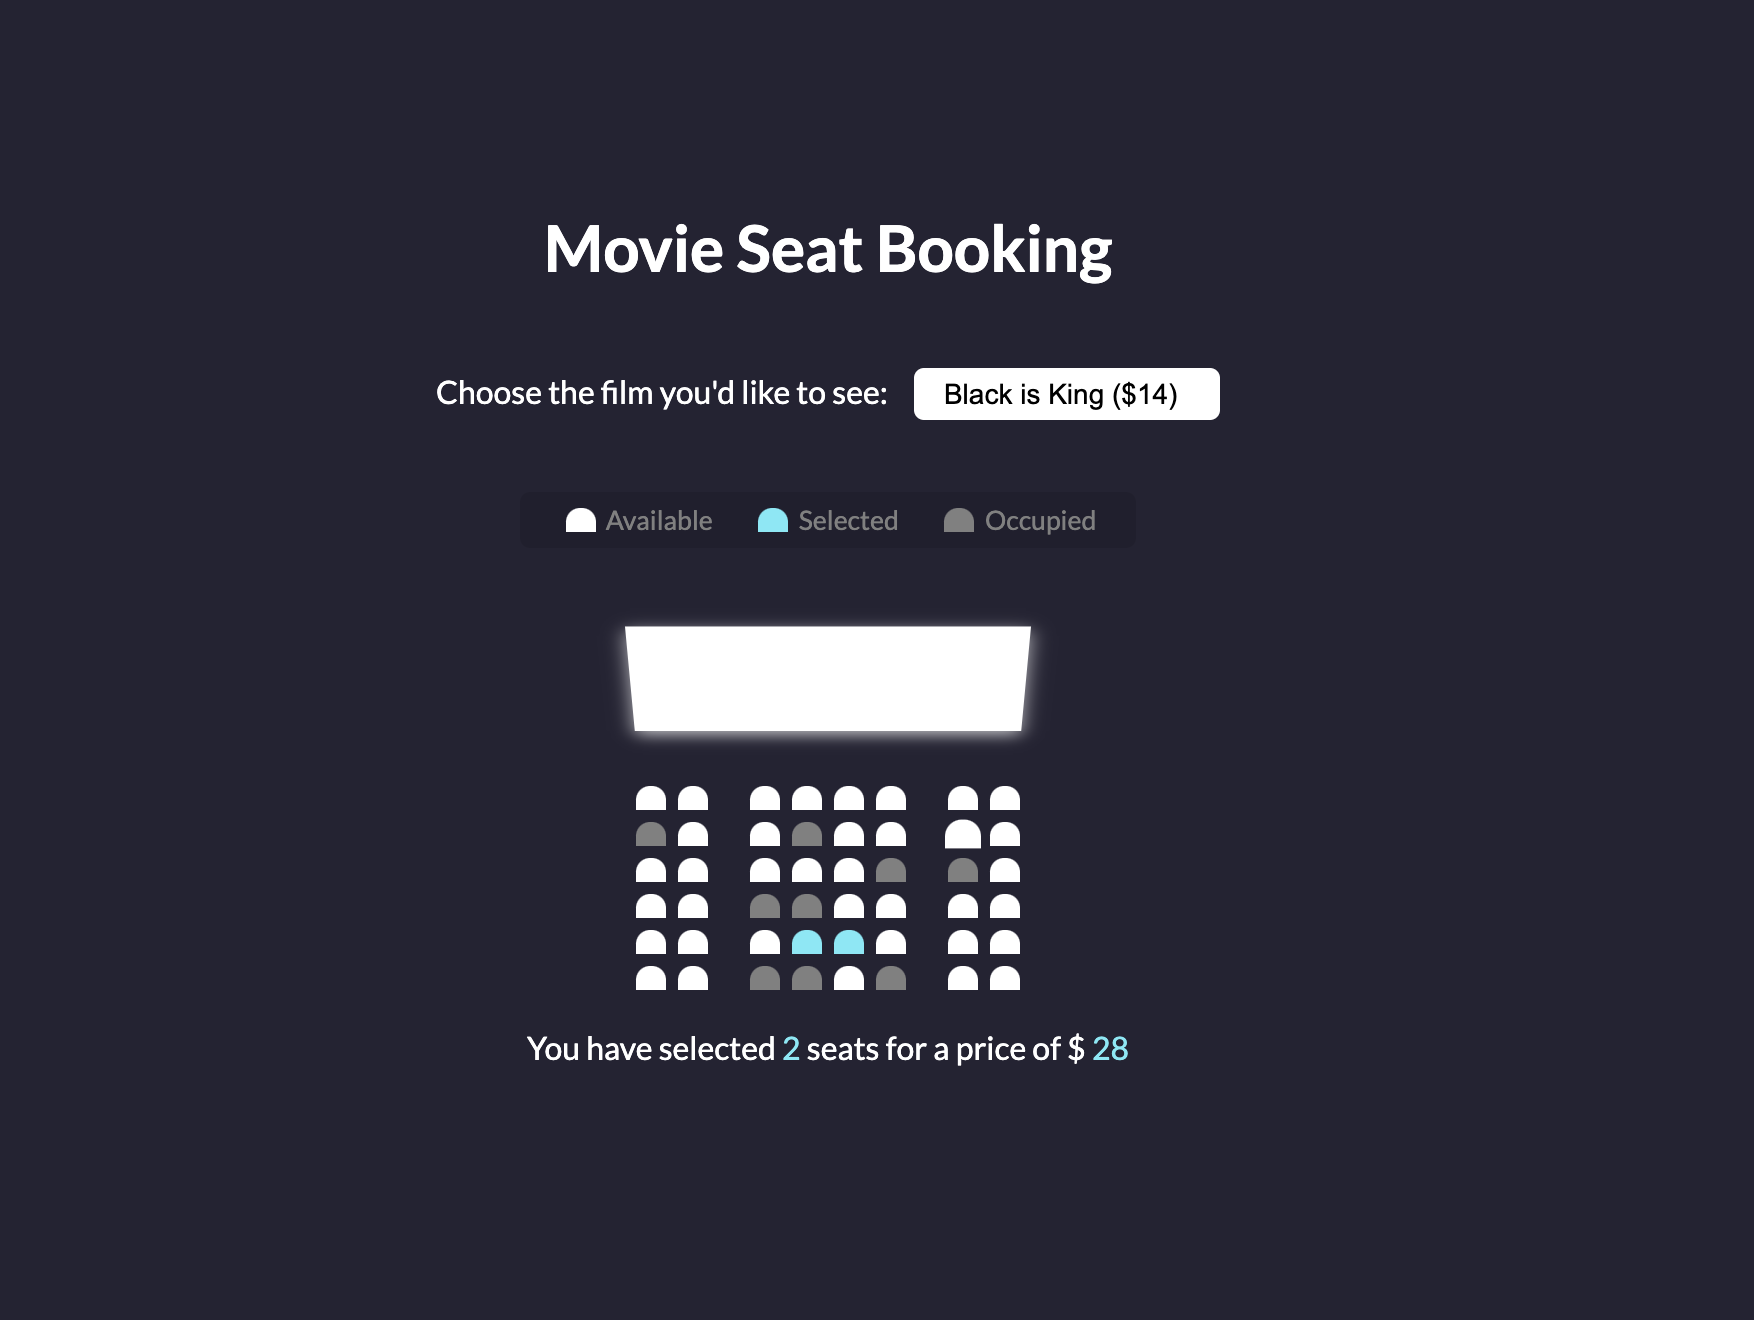 Movie Seat Booking
Choose the film you'd like to see: Black is King ($14)
Available Selected Occupied
You have selected 2 seats for a price of $ 28